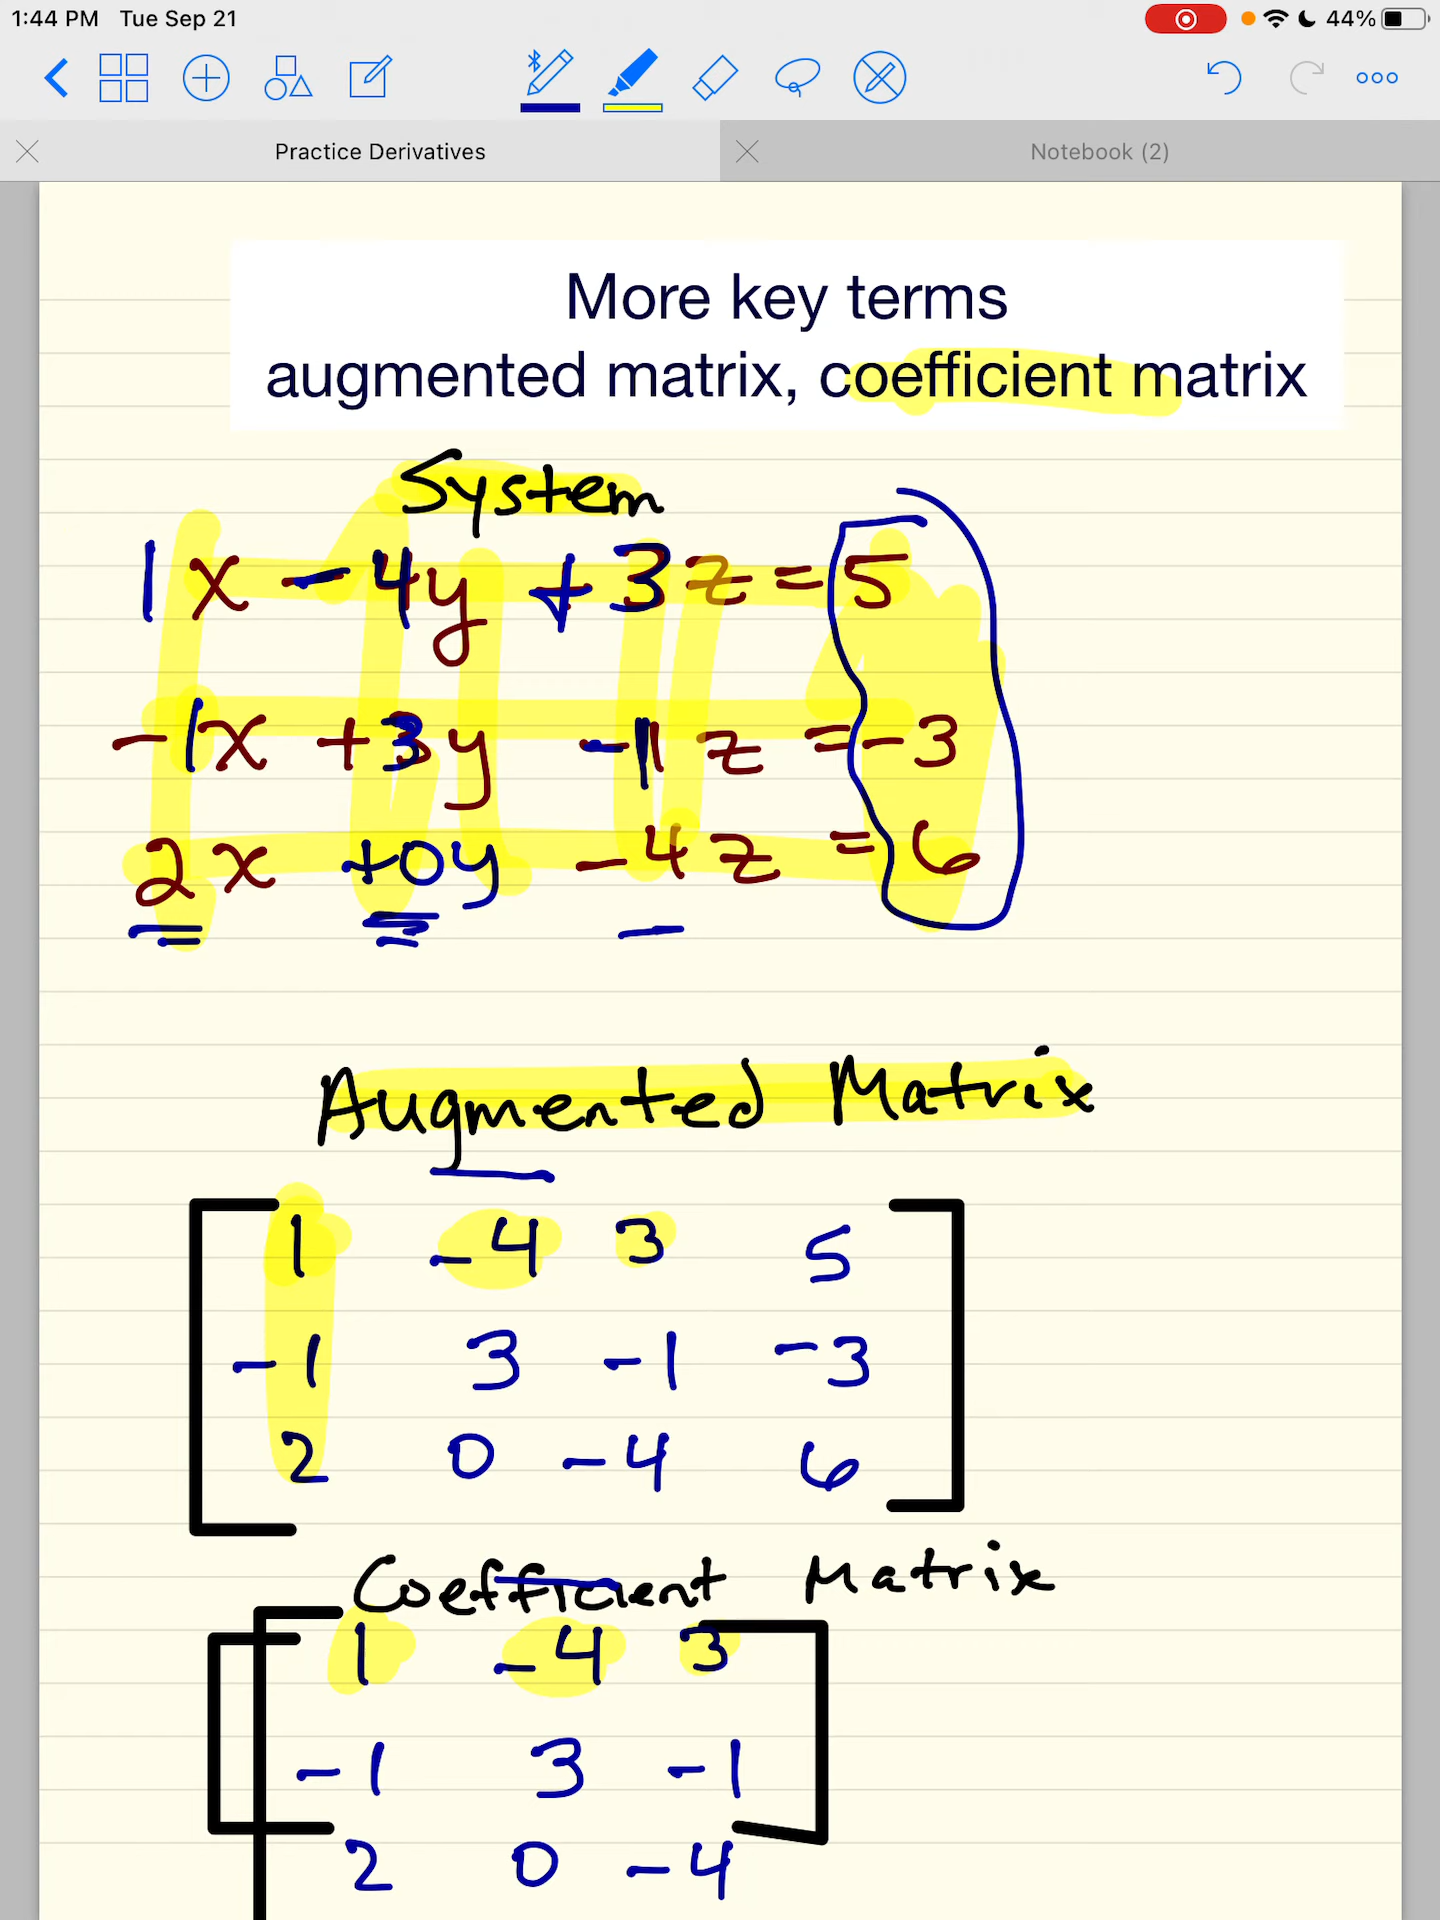 1:44 PM Tue Sep 21 44%
Practice Derivatives Notebook (2)
More key terms
augmented matrix, coefficient matrix
System
1x - 4y + 3z = 5
-1x + 3y -1z = -3
2x +0y - 4z = 6
Augmented Matrix
1 -4 3 5
-1 3 -1 -3
2 0 -4 6
Coefficient Matrix
1 -4 3
-1 3 -1
2 0 -4